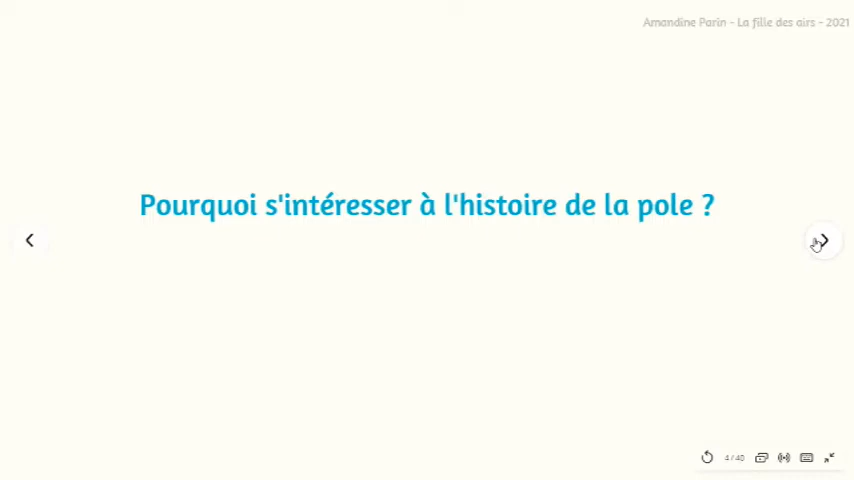 Amandine Parin - La fille des airs - 2021
Pourquoi s'intéresser à l'histoire de la pole ?
4 / 40